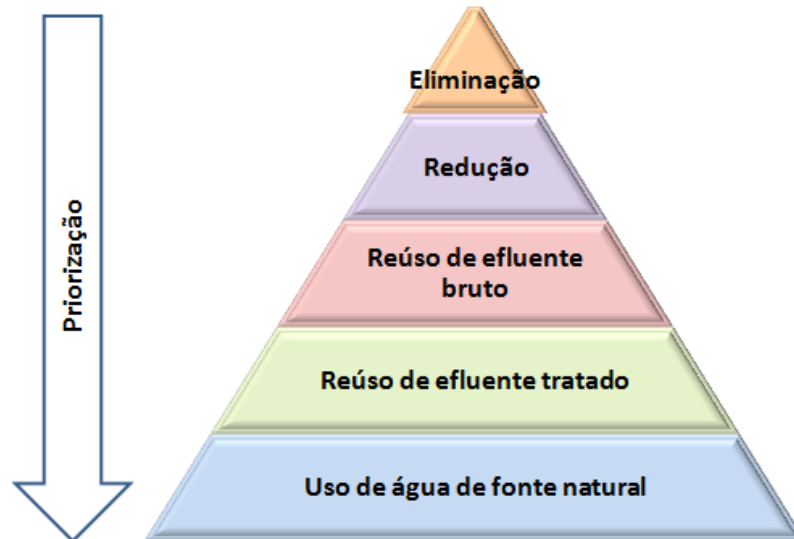 Priorização
Eliminação
Redução
Reúso de efluente
bruto
Reúso de efluente tratado
Uso de água de fonte natural